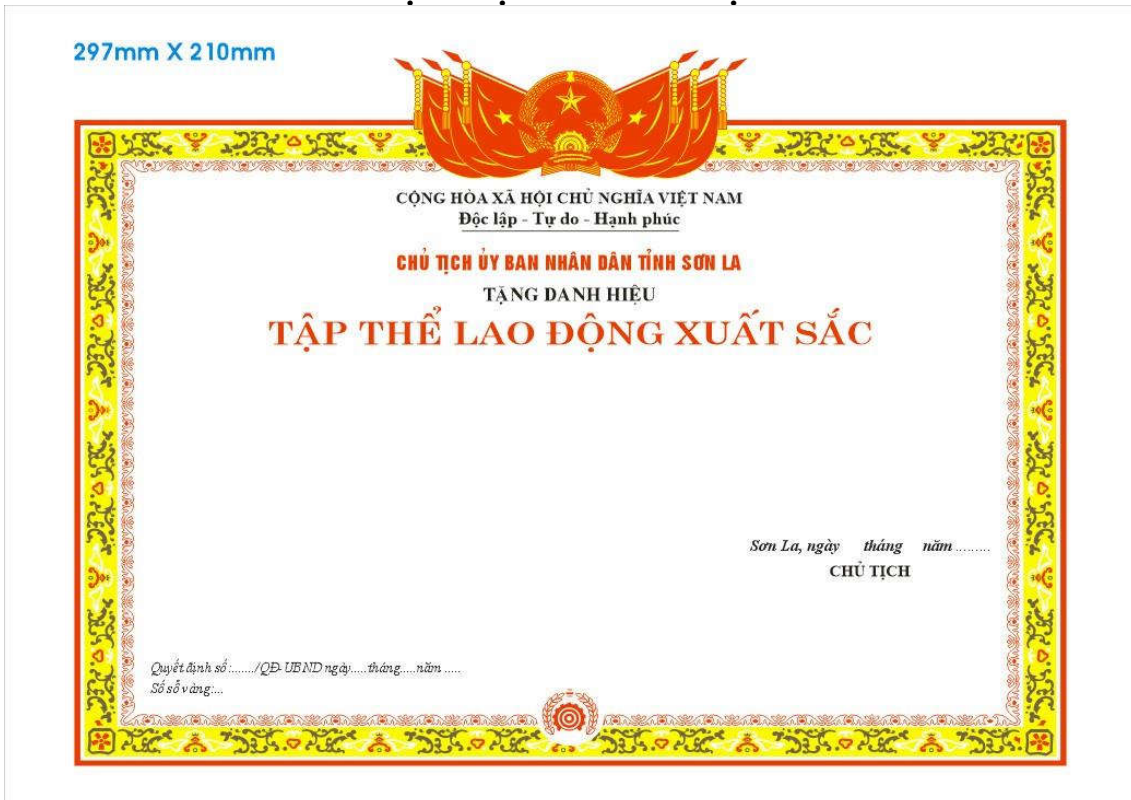 297mm X 210mm
CỘNG HÒA XÃ HỘI CHỦ NGHĨA VIỆT NAM
Độc lập - Tự do - Hạnh phúc
CHỦ TỊCH ỦY BAN NHÂN DÂN TỈNH SƠN LA
TẶNG DANH HIỆU
TẬP THỂ LAO ĐỘNG XUẤT SẮC
Sơn La, ngày tháng năm .........
CHỦ TỊCH
Quyết định số :......./QĐ-UBND ngày.....tháng.....năm .....
Số sổ vàng:...